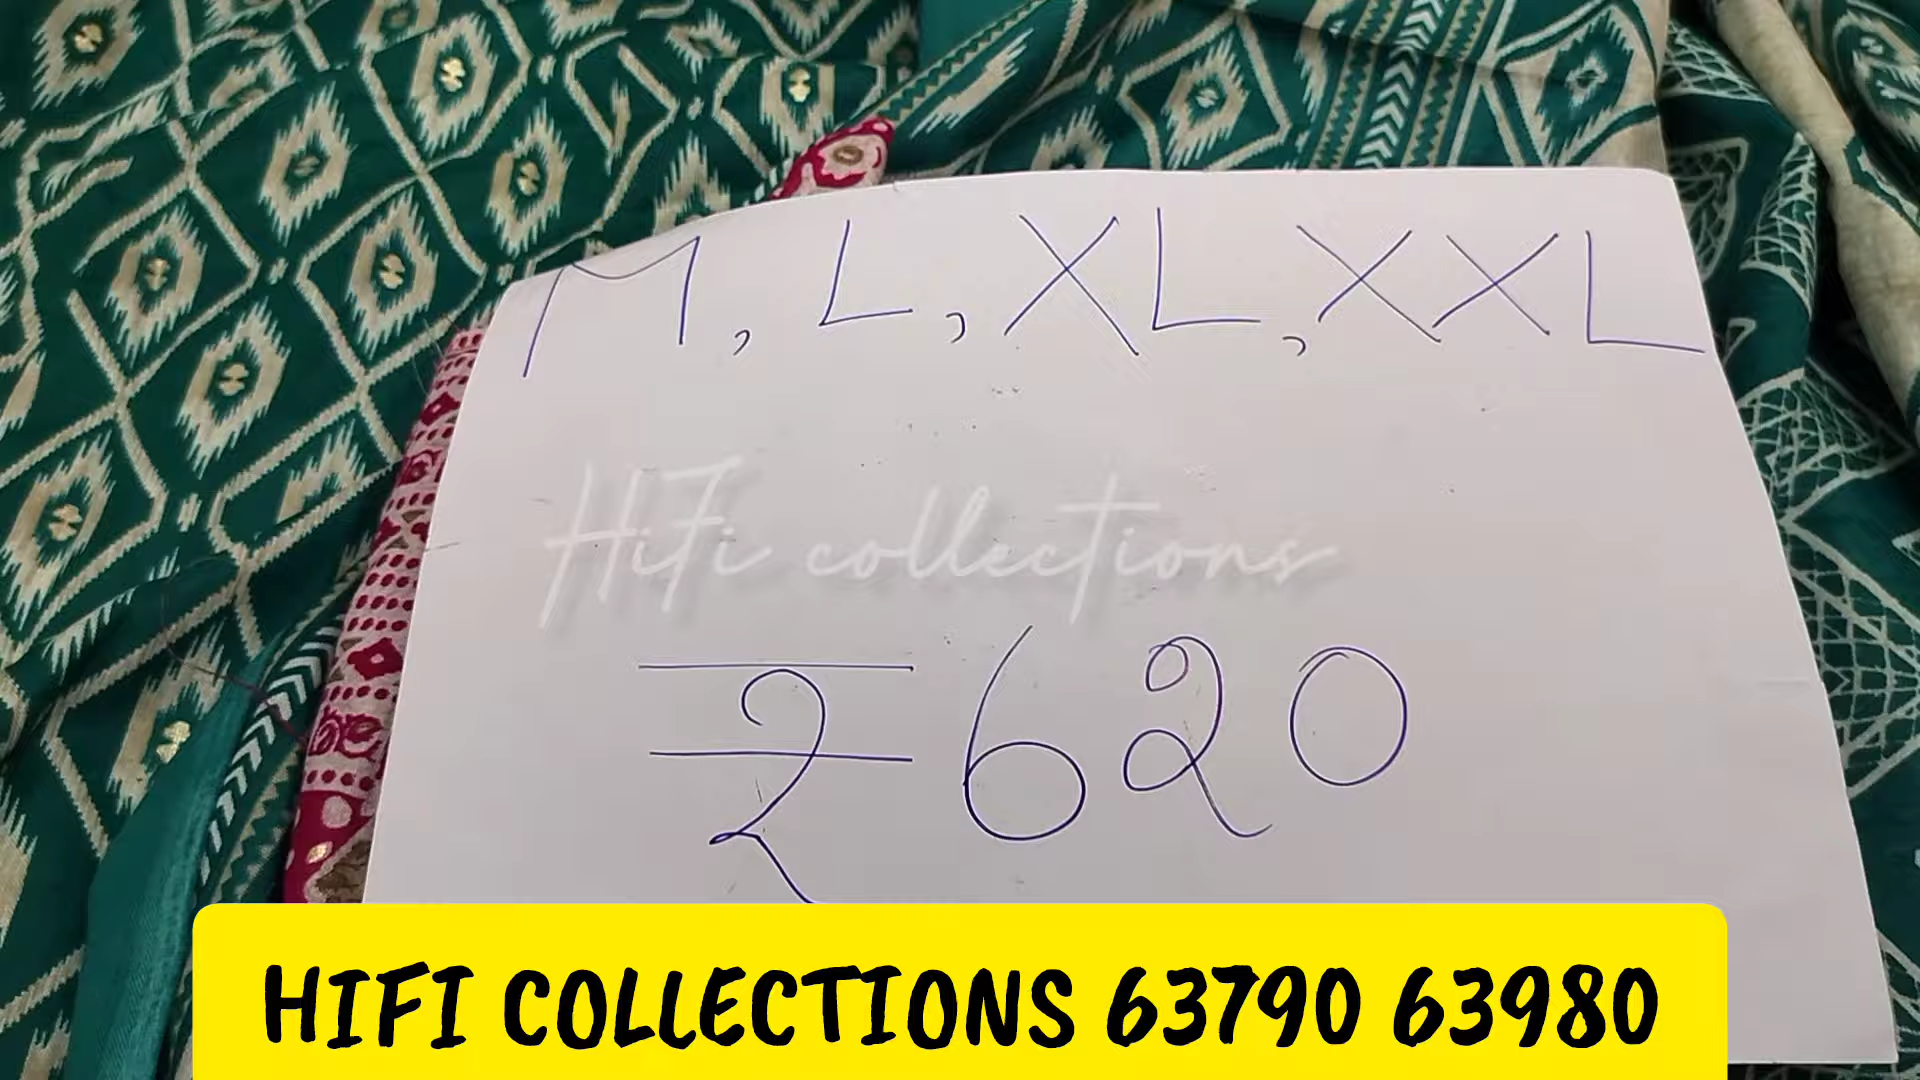 M, L, XL, XXL
HiFi collections
₹ 620
HIFI COLLECTIONS 63790 63980